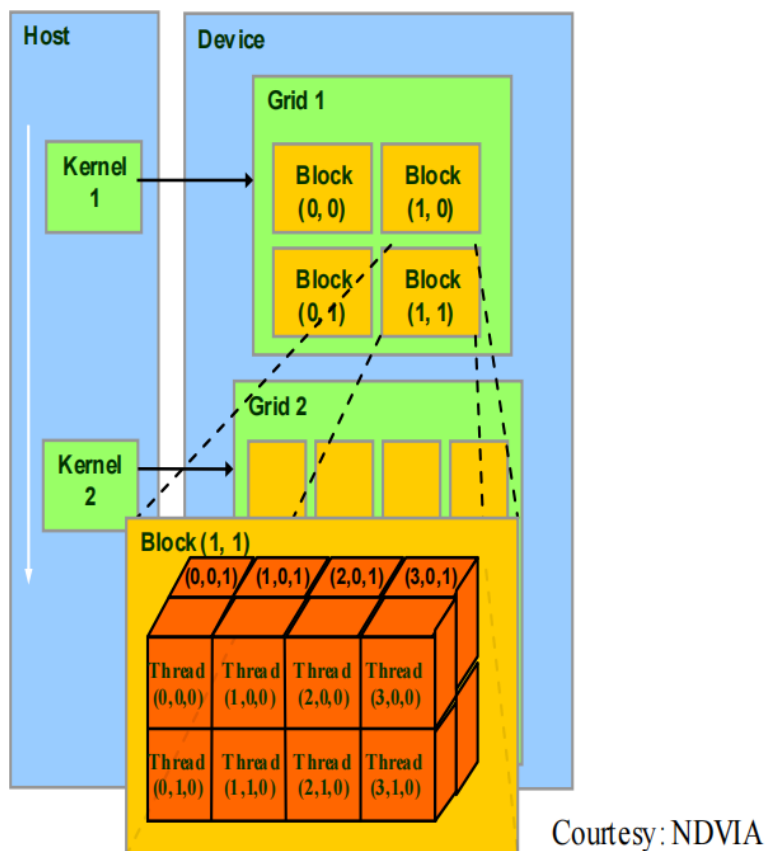 Host
Device
Grid 1
Kernel
1
Block
(0, 0)
Block
(1, 0)
Block
(0, 1)
Block
(1, 1)
Grid 2
Kernel
2
Block (1, 1)
(0,0,1) (1,0,1) (2,0,1) (3,0,1)
Thread
(0,0,0)
Thread
(1,0,0)
Thread
(2,0,0)
Thread
(3,0,0)
Thread
(0,1,0)
Thread
(1,1,0)
Thread
(2,1,0)
Thread
(3,1,0)
Courtesy: NDVIA